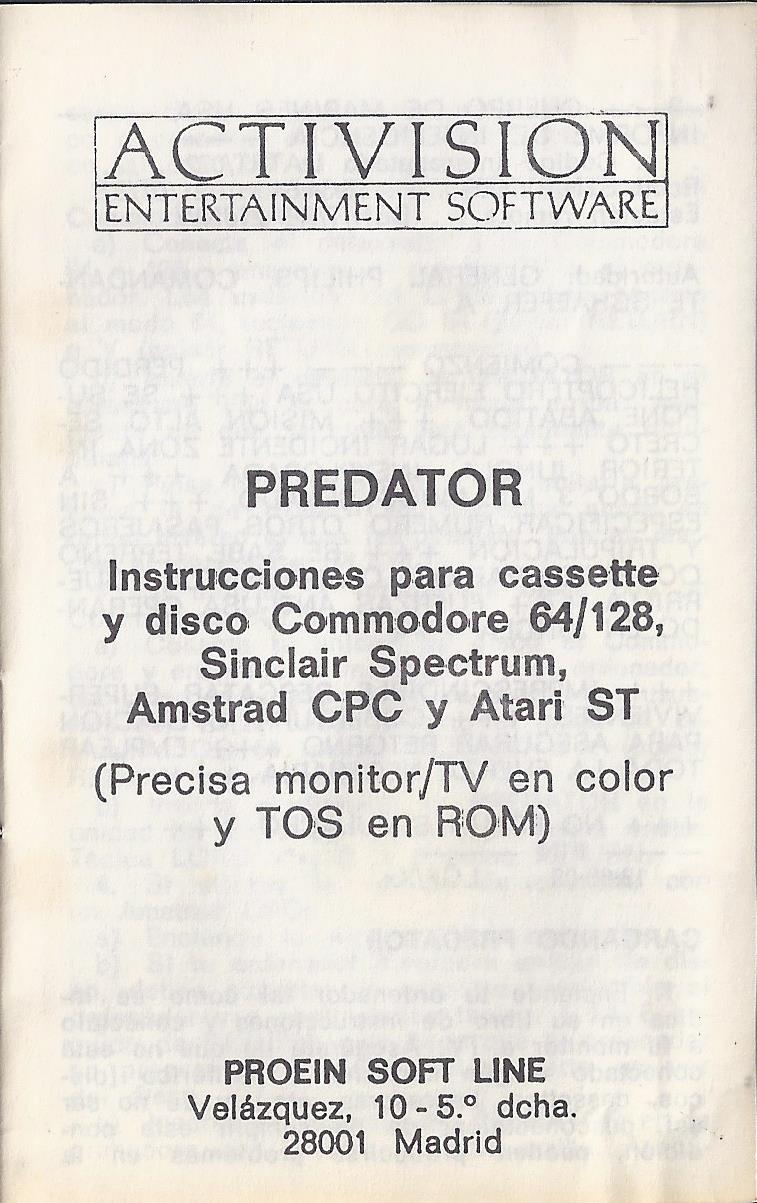 ACTIVISION
ENTERTAINMENT SOFTWARE
PREDATOR
Instrucciones para cassette
y disco Commodore 64/128,
Sinclair Spectrum,
Amstrad CPC y Atari ST
(Precisa monitor/TV en color
y TOS en ROM)
PROEIN SOFT LINE
Velázquez, 10 - 5.º dcha.
28001 Madrid